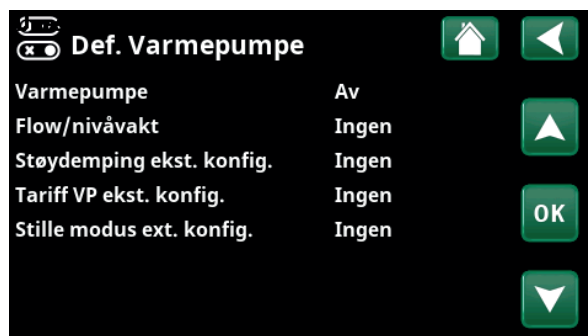 Def. Varmepumpe
Varmepumpe Av
Flow/nivåvakt Ingen
Støydemping ekst. konfig. Ingen
Tariff VP ekst. konfig. Ingen
OK
Stille modus ext. konfig. Ingen